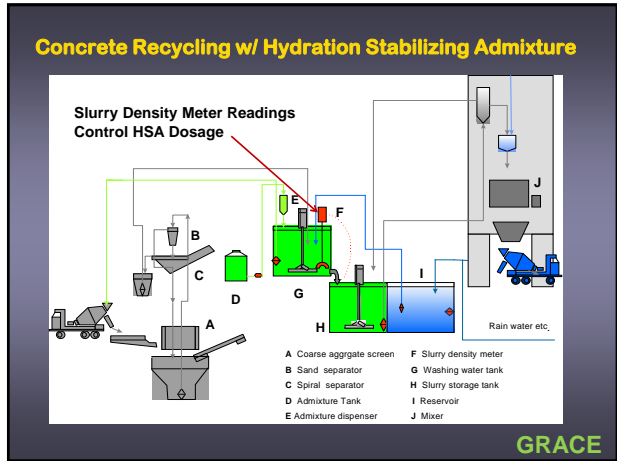 Concrete Recycling w/ Hydration Stabilizing Admixture
Slurry Density Meter Readings
Control HSA Dosage
E
F
B
J
C
D
G
I
H
A
Rain water etc.
A Coarse aggrgate screen
B Sand separator
C Spiral separator
D Admixture Tank
E Admixture dispenser
F Slurry density meter
G Washing water tank
H Slurry storage tank
I Reservoir
J Mixer
GRACE